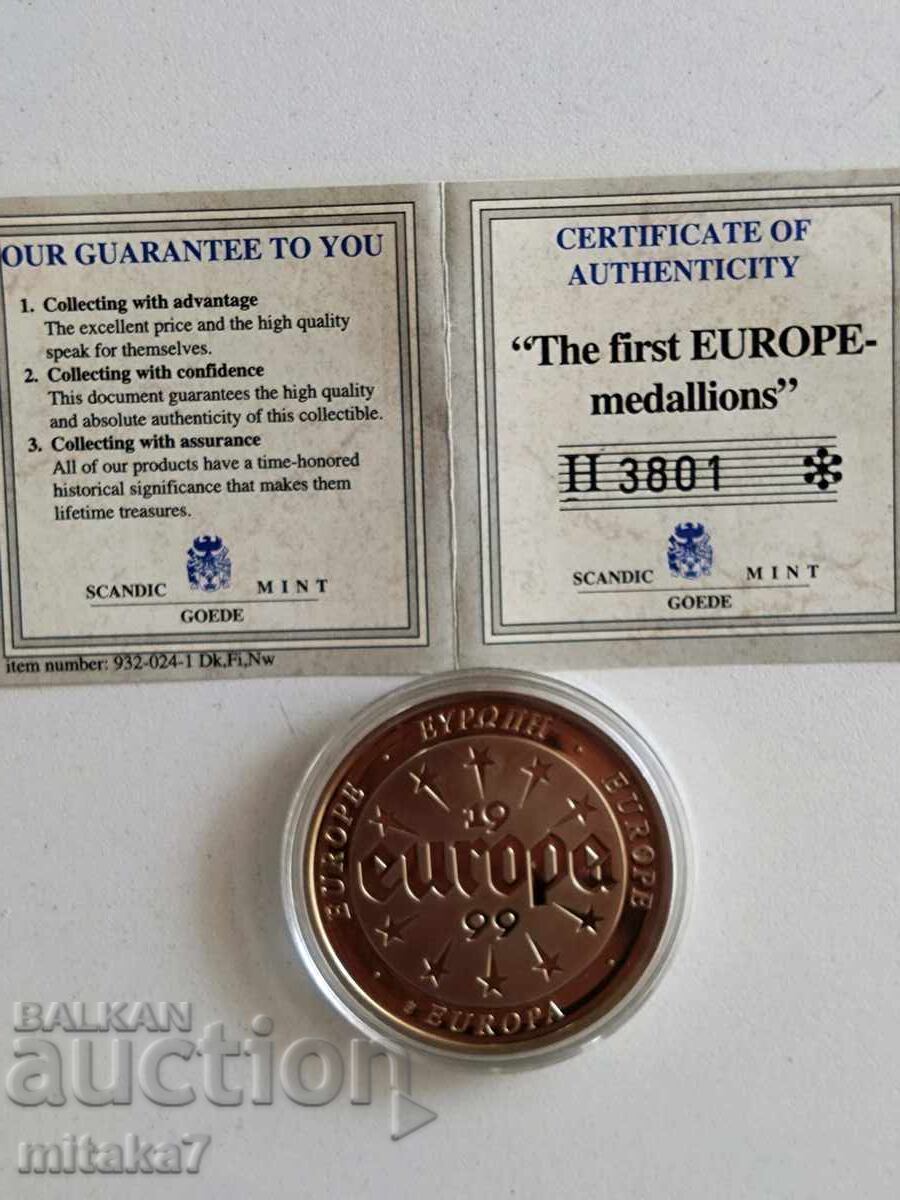 OUR GUARANTEE TO YOU
1. Collecting with advantage
The excellent price and the high quality
speak for themselves.
2. Collecting with confidence
This document guarantees the high quality
and absolute authenticity of this collectible.
3. Collecting with assurance
All of our products have a time-honored
historical significance that makes them
lifetime treasures.
SCANDIC MINT
GOEDE
item number: 932-024-1 Dk,Fi,Nw
CERTIFICATE OF
AUTHENTICITY
“The first EUROPE-
medallions”
H 3801
SCANDIC MINT
GOEDE
EUROPE · ΕΥΡΩΠΗ · EUROPE
19
europa
99
EUROPA
BALKAN
auction
mitaka7